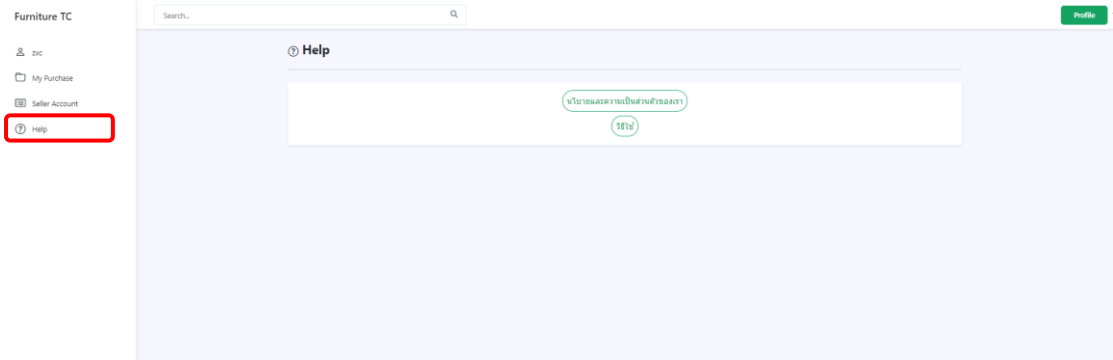 Furniture TC
Search...
Profile
zxc
My Purchase
Seller Account
Help
Help
นโบายและความเป็นส่วนตัวของเรา
วิธีใช้